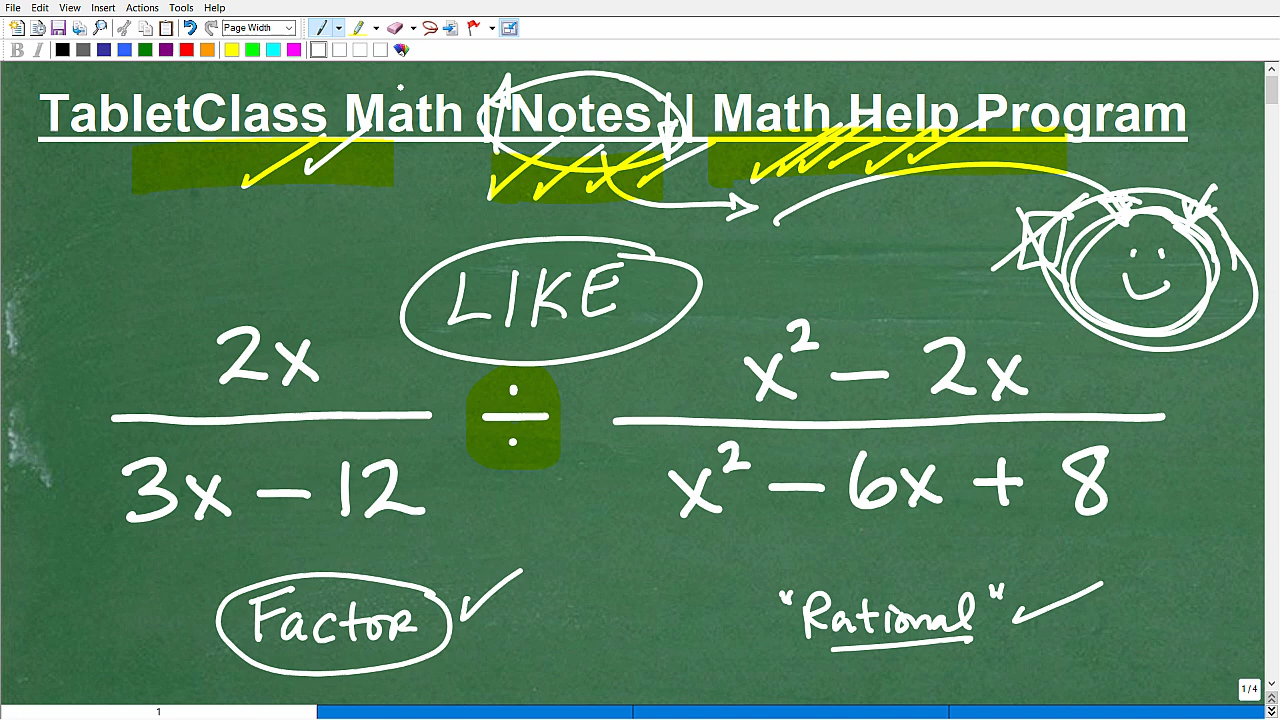 File Edit View Insert Actions Tools Help
Page Width
B I
TabletClass Math || Notes || Math Help Program
LIKE
2x ÷ x² − 2x
3x − 12 x² − 6x + 8
Factor "Rational"
1/4
1